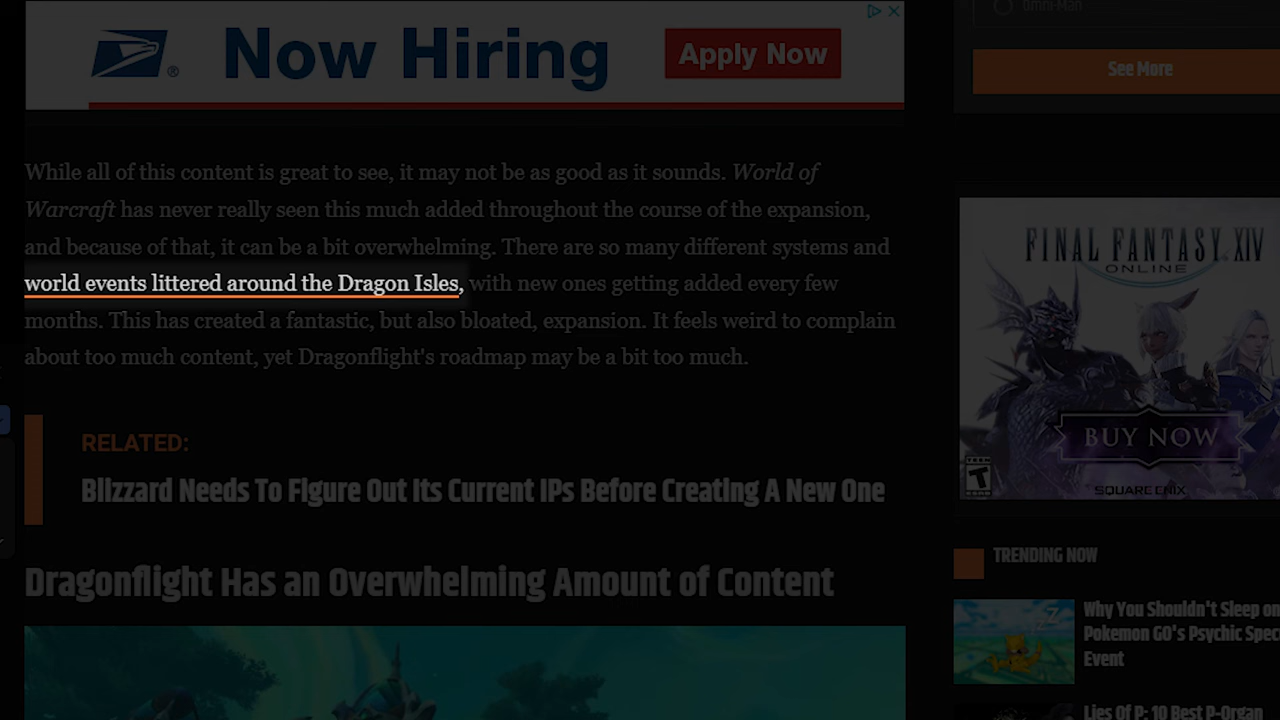 Now Hiring
Apply Now
Omni-Man
See More
While all of this content is great to see, it may not be as good as it sounds. World of
Warcraft has never really seen this much added throughout the course of the expansion,
and because of that, it can be a bit overwhelming. There are so many different systems and
world events littered around the Dragon Isles, with new ones getting added every few
months. This has created a fantastic, but also bloated, expansion. It feels weird to complain
about too much content, yet Dragonflight's roadmap may be a bit too much.
RELATED:
Blizzard Needs To Figure Out Its Current IPs Before Creating A New One
Dragonflight Has an Overwhelming Amount of Content
FINAL FANTASY XIV
ONLINE
BUY NOW
T
SQUARE ENIX
TRENDING NOW
Why You Shouldn't Sleep on
Pokemon GO's Psychic Spec
Event
Lies Of P: 10 Best P-Organ